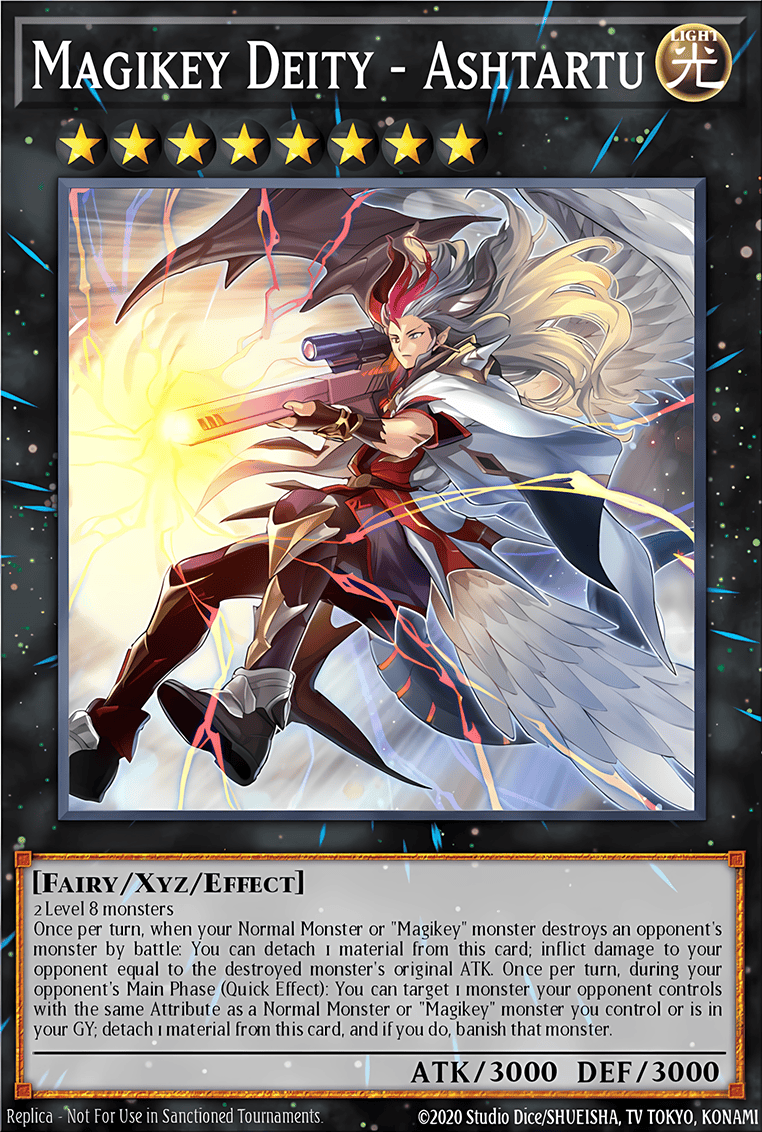 Magikey Deity - Ashtartu
LIGHT
光
[Fairy/Xyz/Effect]
2 Level 8 monsters
Once per turn, when your Normal Monster or "Magikey" monster destroys an opponent's
monster by battle: You can detach 1 material from this card; inflict damage to your
opponent equal to the destroyed monster's original ATK. Once per turn, during your
opponent's Main Phase (Quick Effect): You can target 1 monster your opponent controls
with the same Attribute as a Normal Monster or "Magikey" monster you control or is in
your GY; detach 1 material from this card, and if you do, banish that monster.
ATK/3000 DEF/3000
Replica - Not For Use in Sanctioned Tournaments.
©2020 Studio Dice/SHUEISHA, TV TOKYO, KONAMI